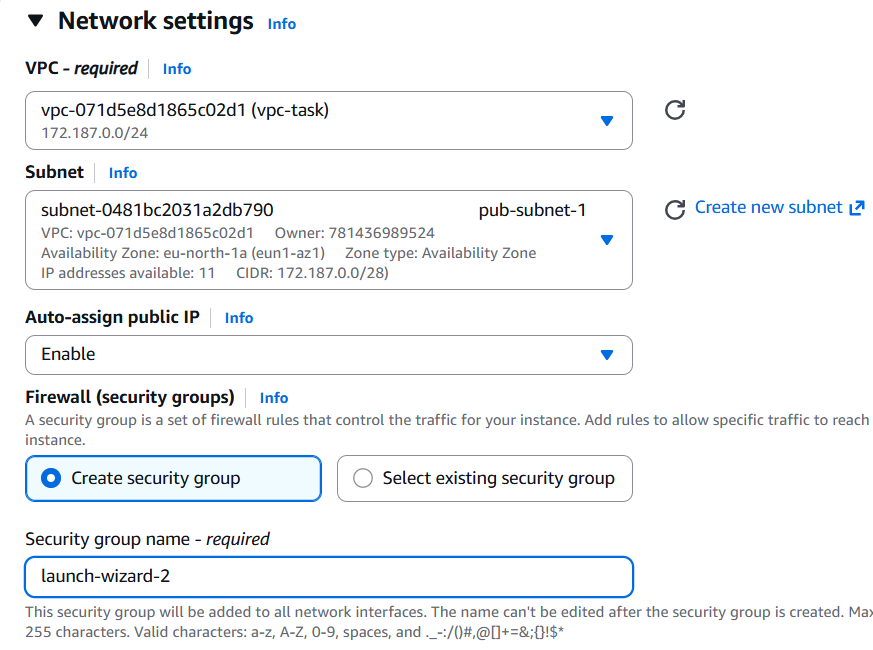 Network settings Info
VPC - required Info
vpc-071d5e8d1865c02d1 (vpc-task)
172.187.0.0/24
Subnet Info
subnet-0481bc2031a2db790 pub-subnet-1
VPC: vpc-071d5e8d1865c02d1 Owner: 781436989524
Availability Zone: eu-north-1a (eun1-az1) Zone type: Availability Zone
IP addresses available: 11 CIDR: 172.187.0.0/28)
Create new subnet
Auto-assign public IP Info
Enable
Firewall (security groups) Info
A security group is a set of firewall rules that control the traffic for your instance. Add rules to allow specific traffic to reach
instance.
Create security group Select existing security group
Security group name - required
launch-wizard-2
This security group will be added to all network interfaces. The name can't be edited after the security group is created. Max
255 characters. Valid characters: a-z, A-Z, 0-9, spaces, and ._-:/()#,@[]+=&;{}!$*